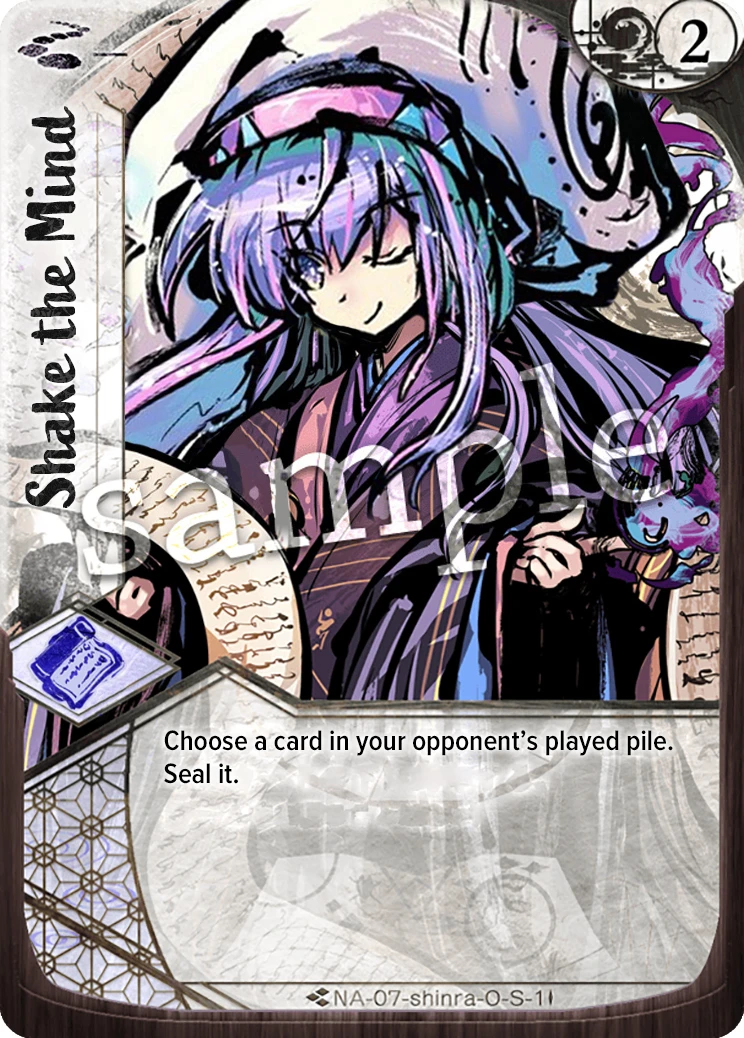 2
Shake the Mind
sample
Choose a card in your opponent's played pile.
Seal it.
NA-07-shinra-O-S-1